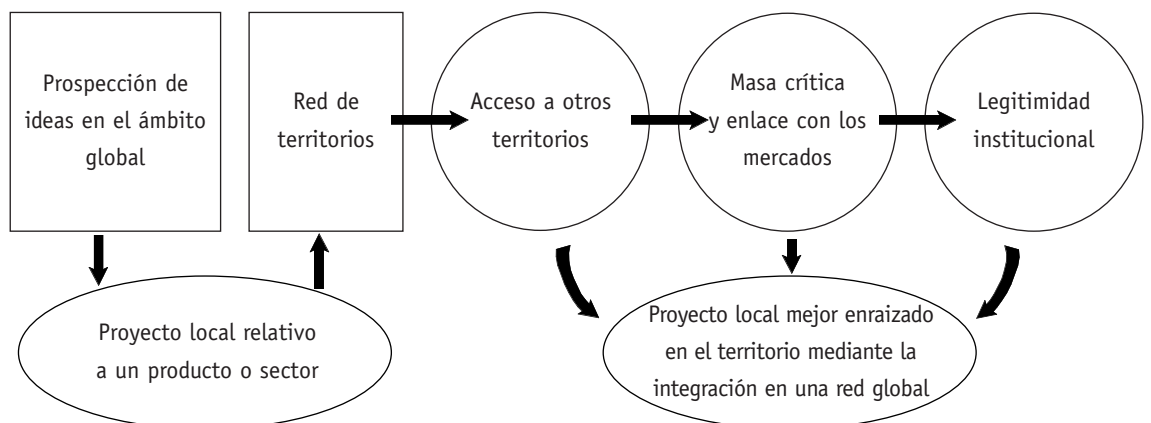 Prospección de
ideas en el ámbito
global
Red de
territorios
Acceso a otros
territorios
Masa crítica
y enlace con los
mercados
Legitimidad
institucional
Proyecto local relativo
a un producto o sector
Proyecto local mejor enraizado
en el territorio mediante la
integración en una red global